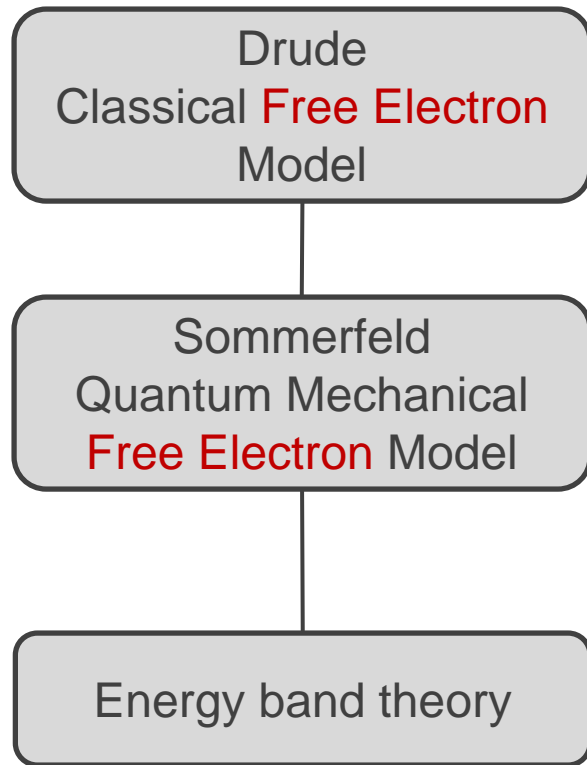 Drude
Classical Free Electron
Model
Sommerfeld
Quantum Mechanical
Free Electron Model
Energy band theory